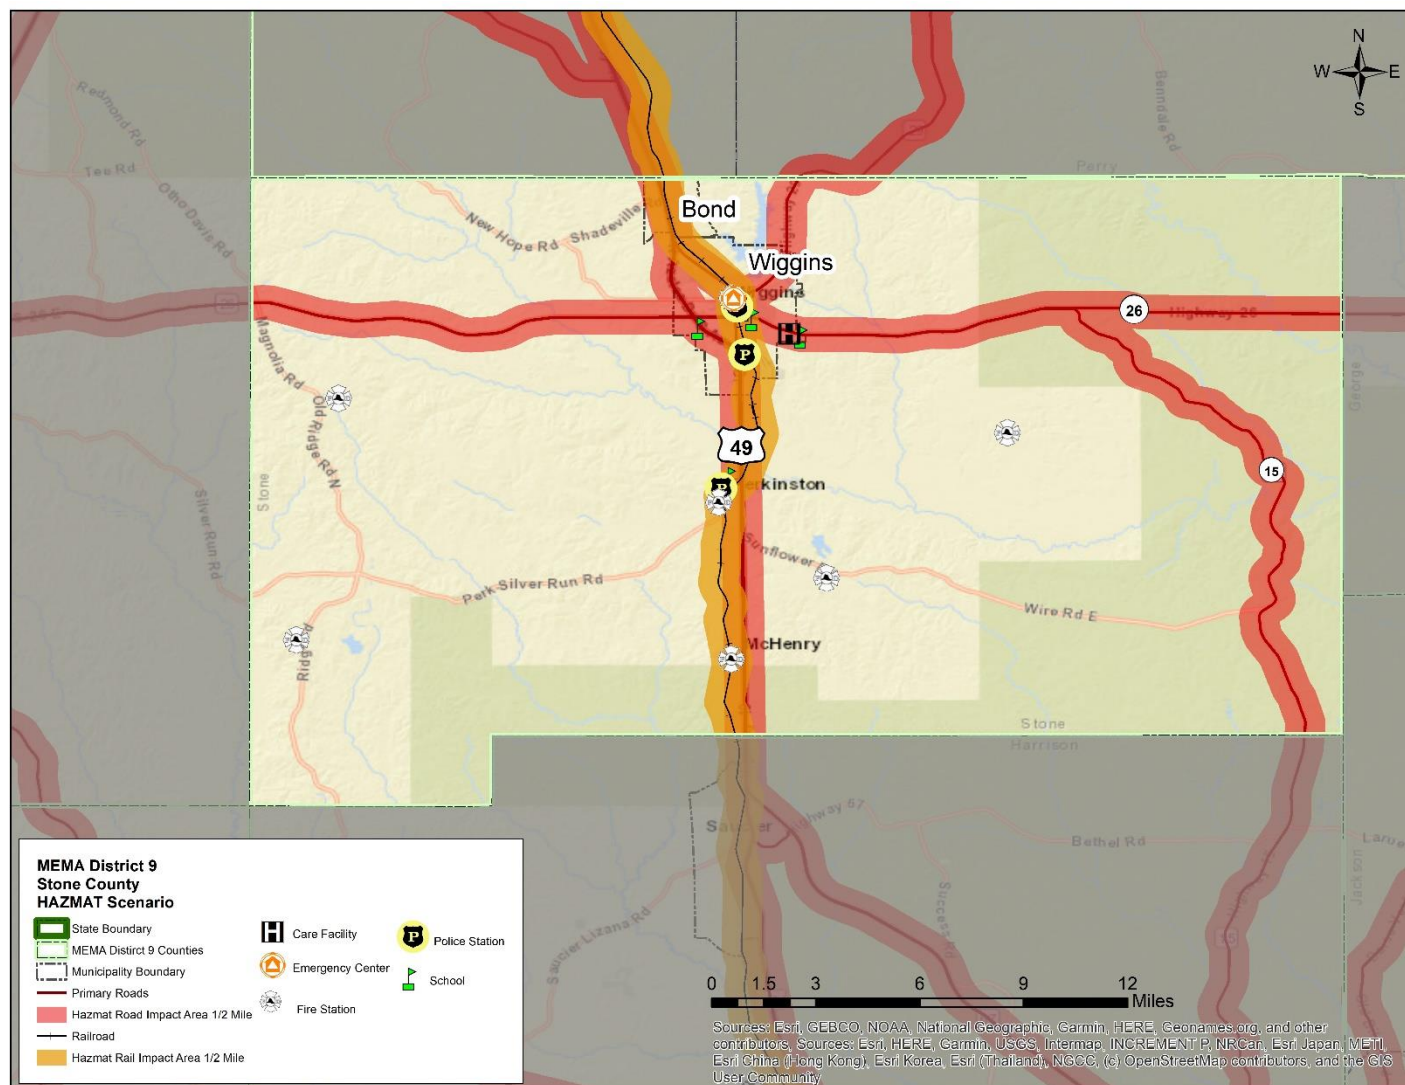 N
W E
S
Redmond Rd
Tee Rd
Otho Davis Rd
Benndale Rd
Perry
Bond
New Hope Rd
Shadeville
Wiggins
Wiggins
26
Highway 26
Magnolia Rd
P
Old Ridge Rd N
George
49
15
Stone
Silver Run Rd
P
erkinston
Sunflower
Perk Silver Run Rd
Wire Rd E
McHenry
Stone
Harrison
Highway 67
Bethel Rd
Larue
Jackson
Success Rd
Saucier Lizana Rd
MEMA District 9
Stone County
HAZMAT Scenario
State Boundary
MEMA District 9 Counties
Municipality Boundary
Primary Roads
Hazmat Road Impact Area 1/2 Mile
Railroad
Hazmat Rail Impact Area 1/2 Mile
H Care Facility
Emergency Center
Fire Station
P Police Station
School
0 1.5 3 6 9 12
Miles
Sources: Esri, GEBCO, NOAA, National Geographic, Garmin, HERE, Geonames.org, and other
contributors, Sources: Esri, HERE, Garmin, USGS, Intermap, INCREMENT P, NRCan, Esri Japan, METI,
Esri China (Hong Kong), Esri Korea, Esri (Thailand), NGCC, (c) OpenStreetMap contributors, and the GIS
User Community